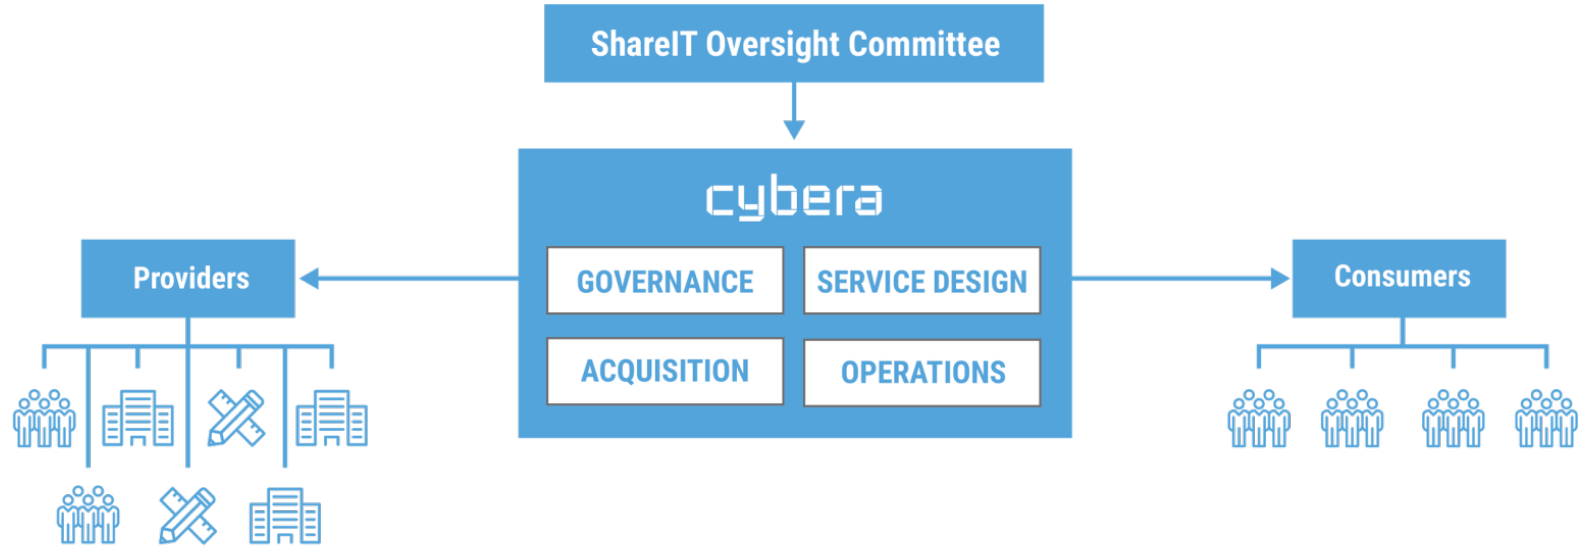 ShareIT Oversight Committee
cybera
Providers
GOVERNANCE
SERVICE DESIGN
Consumers
ACQUISITION
OPERATIONS